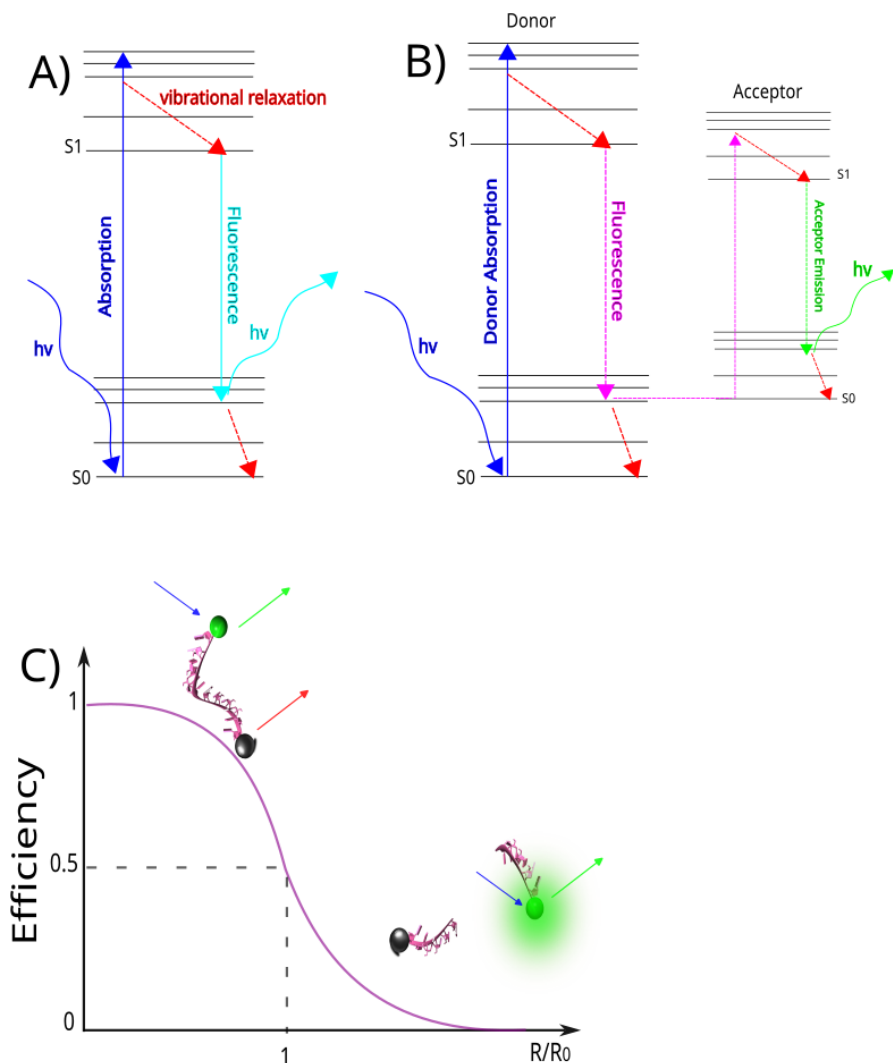 A)
vibrational relaxation
S1
Absorption
Fluorescence
hv
hv
S0
B)
Donor
S1
Donor Absorption
Fluorescence
hv
S0
Acceptor
S1
Acceptor Emission
hv
S0
C)
Efficiency
1
0.5
0
1
R/R0